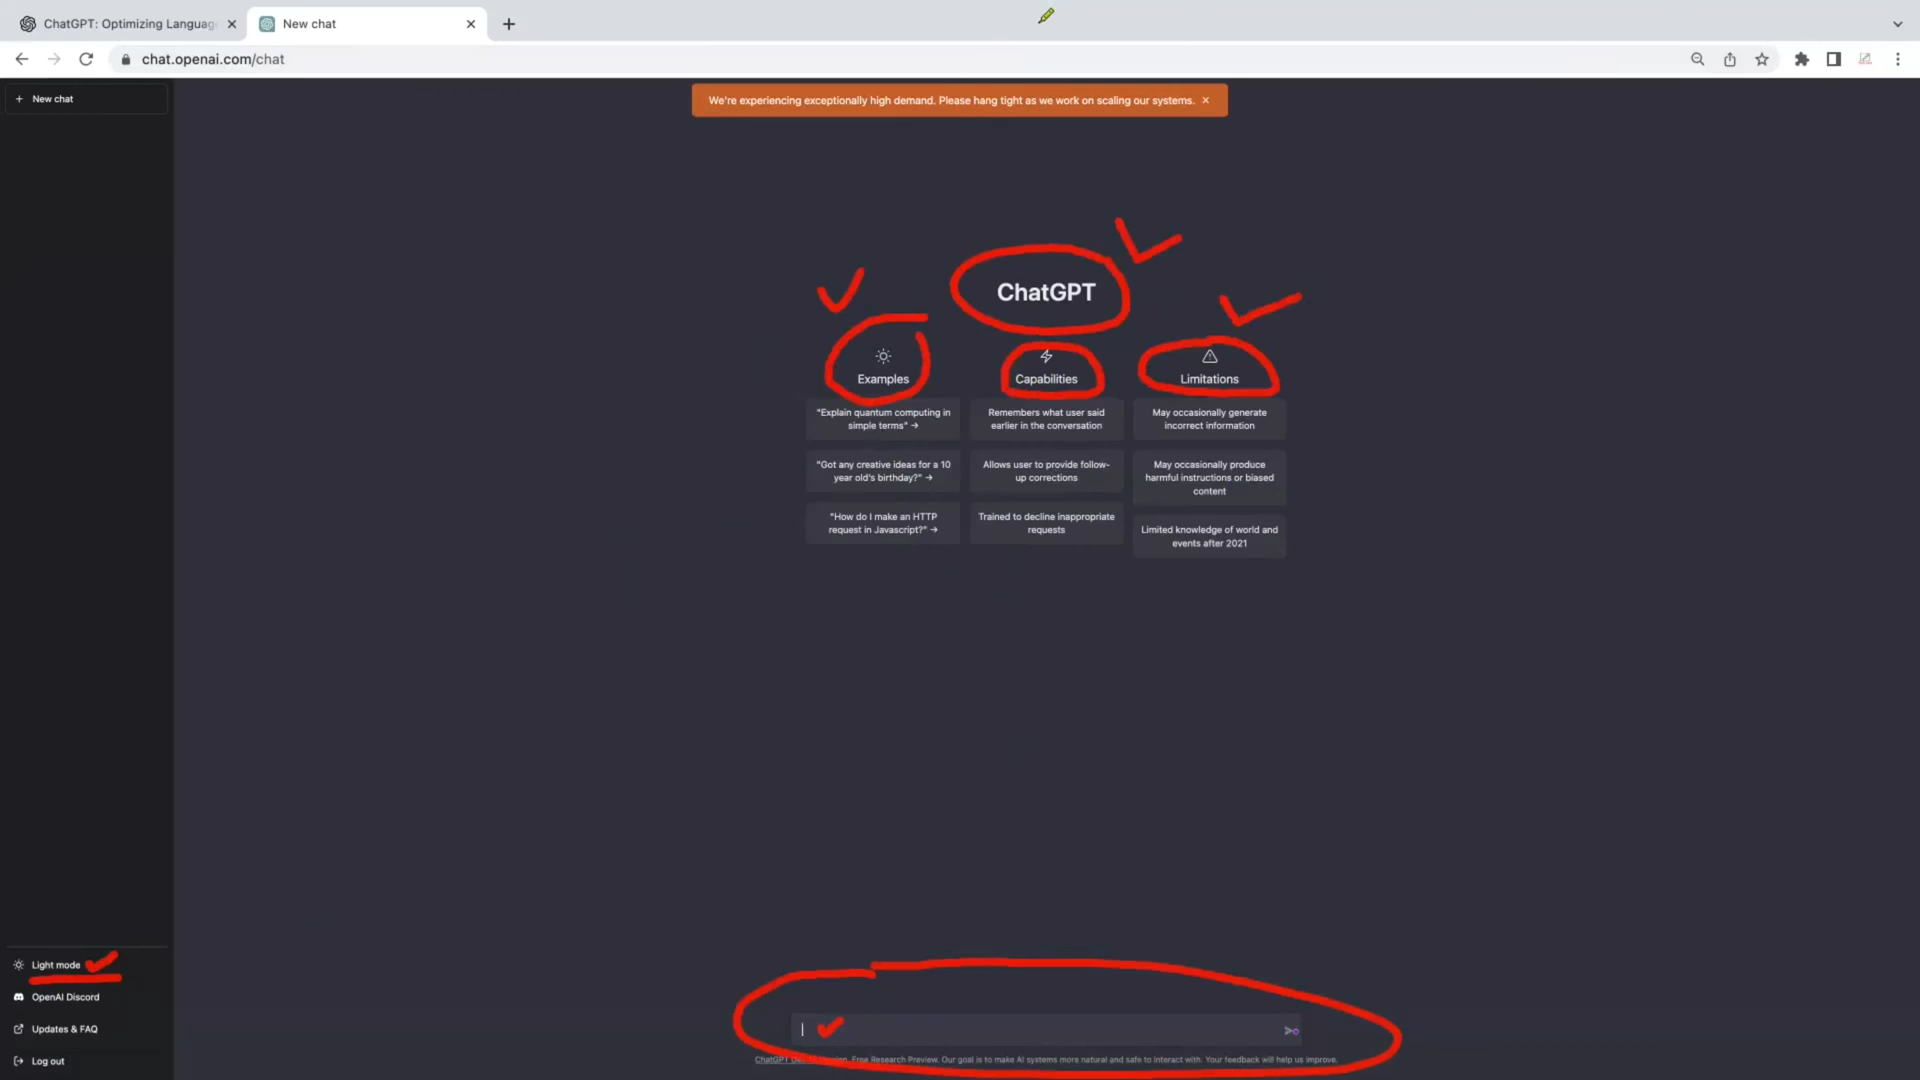 ChatGPT: Optimizing Languag
New chat
chat.openai.com/chat
New chat
We're experiencing exceptionally high demand. Please hang tight as we work on scaling our systems.
ChatGPT
Examples
"Explain quantum computing in
simple terms" →
"Got any creative ideas for a 10
year old's birthday?" →
"How do I make an HTTP
request in Javascript?" →
Capabilities
Remembers what user said
earlier in the conversation
Allows user to provide follow-
up corrections
Trained to decline inappropriate
requests
Limitations
May occasionally generate
incorrect information
May occasionally produce
harmful instructions or biased
content
Limited knowledge of world and
events after 2021
Light mode
OpenAI Discord
Updates & FAQ
Log out
ChatGPT Free Research Preview. Our goal is to make AI systems more natural and safe to interact with. Your feedback will help us improve.